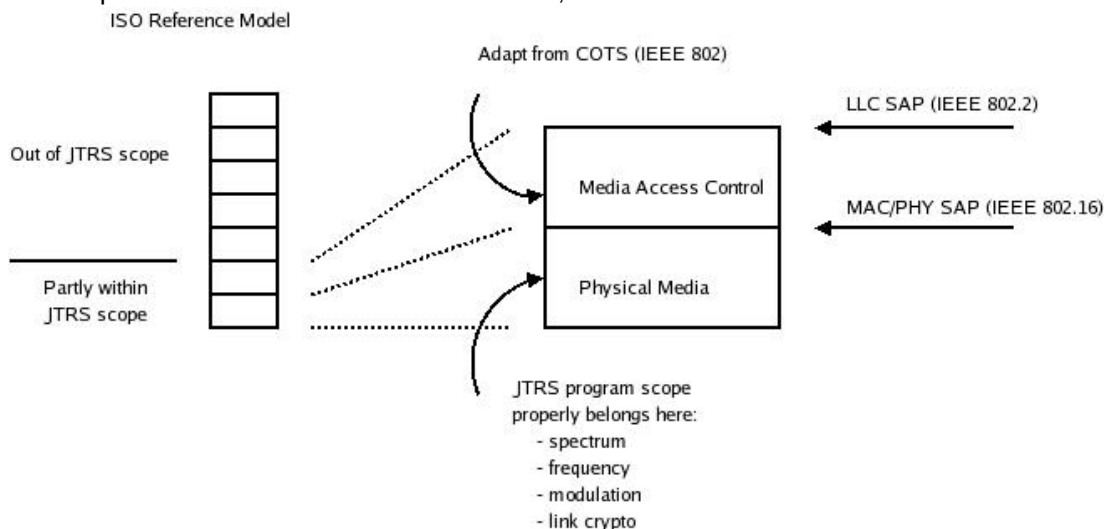 ISO Reference Model
Adapt from COTS (IEEE 802)
LLC SAP (IEEE 802.2)
Out of JTRS scope
Media Access Control
MAC/PHY SAP (IEEE 802.16)
Partly within
JTRS scope
Physical Media
JTRS program scope
properly belongs here:
- spectrum
- frequency
- modulation
- link crypto